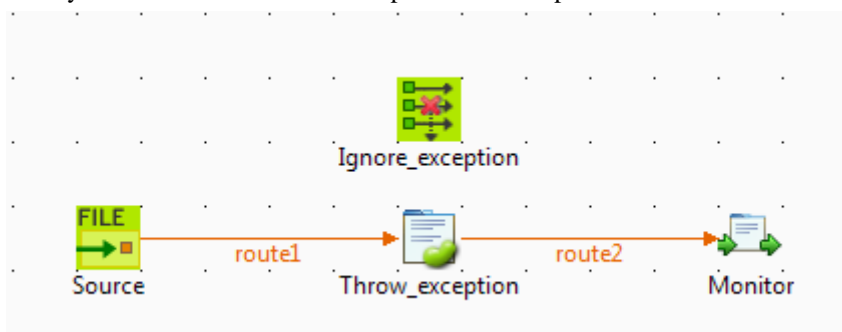 Ignore_exception
FILE
route1
route2
Source
Throw_exception
Monitor